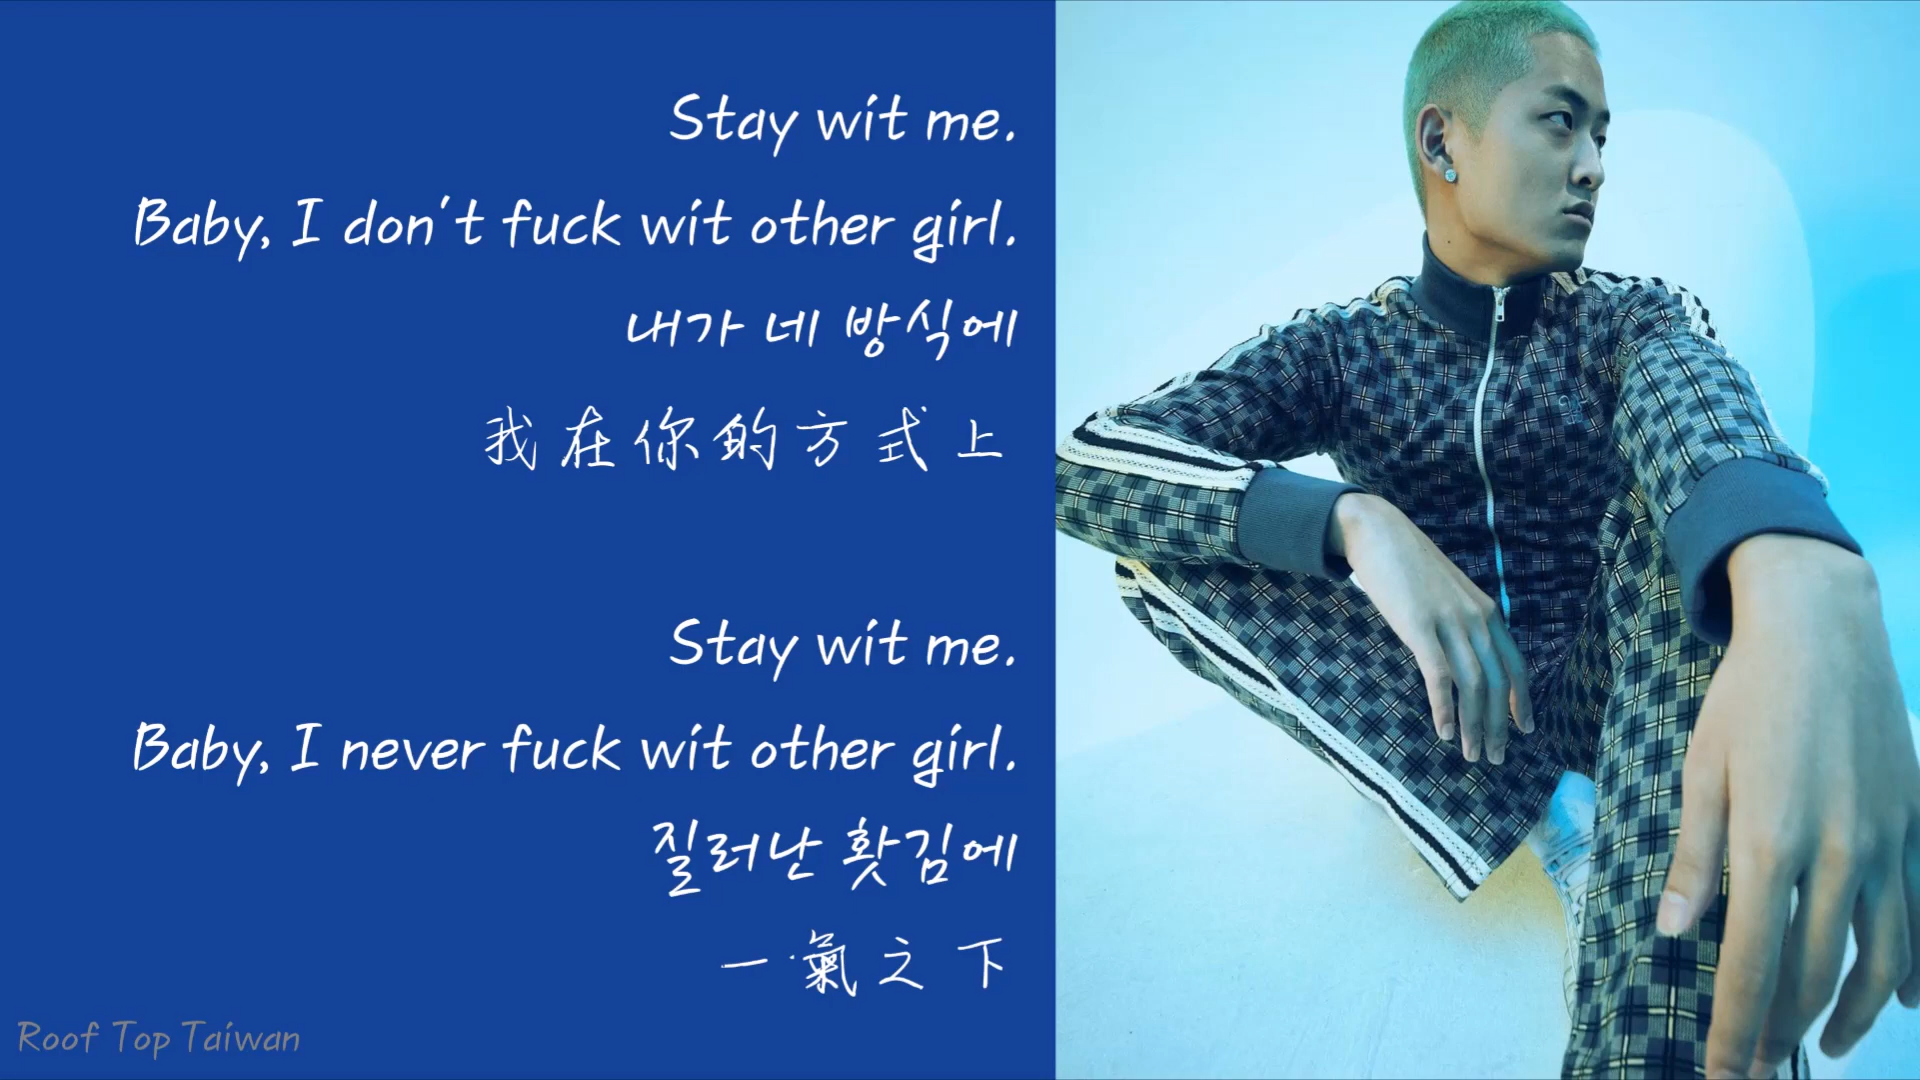 Stay wit me.
Baby, I don't fuck wit other girl.
내가 네 방식에
我在你的方式上
Stay wit me.
Baby, I never fuck wit other girl.
질러난 홧김에
一氣之下
Roof Top Taiwan